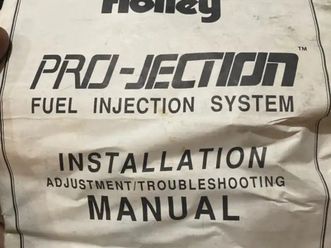 Holley
PRO-JECTION™
FUEL INJECTION SYSTEM
INSTALLATION
ADJUSTMENT/TROUBLESHOOTING
MANUAL